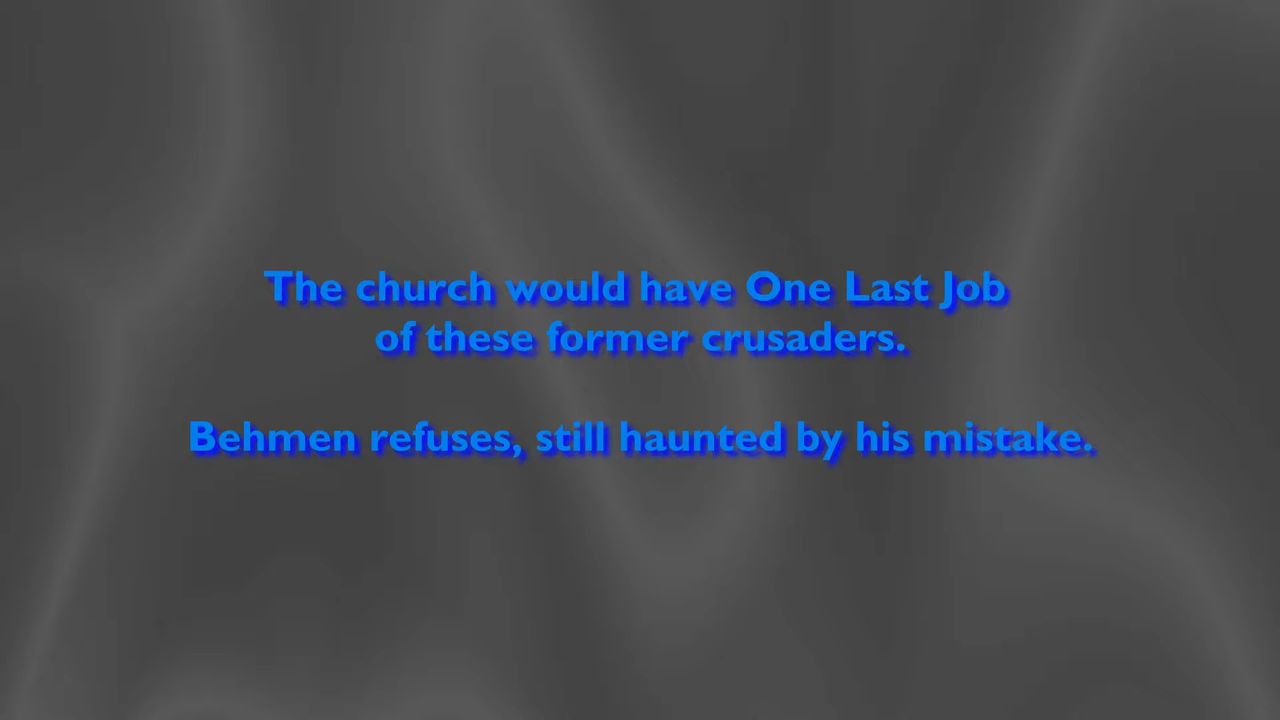 The church would have One Last Job
of these former crusaders.
Behmen refuses, still haunted by his mistake.